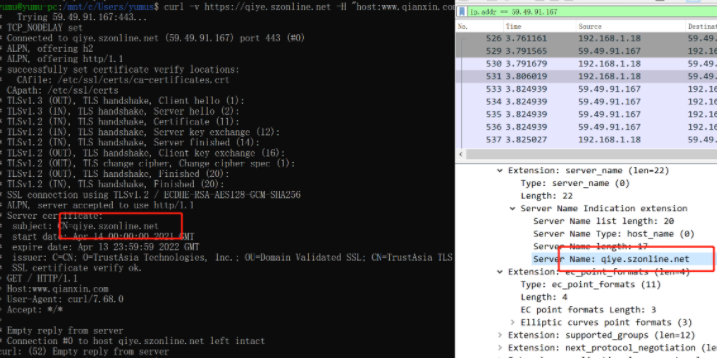 yumu@yumu-pc:/mnt/c/Users/yumus$ curl -v https://qiye.szonline.net -H "host:www.qianxin.com
Trying 59.49.91.167:443...
TCP_NODELAY set
Connected to qiye.szonline.net (59.49.91.167) port 443 (#0)
ALPN, offering h2
ALPN, offering http/1.1
successfully set certificate verify locations:
CAfile: /etc/ssl/certs/ca-certificates.crt
CApath: /etc/ssl/certs
TLSv1.3 (OUT), TLS handshake, Client hello (1):
TLSv1.3 (IN), TLS handshake, Server hello (2):
TLSv1.2 (IN), TLS handshake, Certificate (11):
TLSv1.2 (IN), TLS handshake, Server key exchange (12):
TLSv1.2 (IN), TLS handshake, Server finished (14):
TLSv1.2 (OUT), TLS handshake, Client key exchange (16):
TLSv1.2 (OUT), TLS change cipher, Change cipher spec (1):
TLSv1.2 (OUT), TLS handshake, Finished (20):
TLSv1.2 (IN), TLS handshake, Finished (20):
SSL connection using TLSv1.2 / ECDHE-RSA-AES128-GCM-SHA256
ALPN, server accepted to use http/1.1
Server certificate:
subject: CN=qiye.szonline.net
start date: Apr 14 00:00:00 2021 GMT
expire date: Apr 13 23:59:59 2022 GMT
issuer: C=CN; O=TrustAsia Technologies, Inc.; OU=Domain Validated SSL; CN=TrustAsia TLS
SSL certificate verify ok.
GET / HTTP/1.1
Host:www.qianxin.com
User-Agent: curl/7.68.0
Accept: */*
Empty reply from server
Connection #0 to host qiye.szonline.net left intact
curl: (52) Empty reply from server
ip.addr == 59.49.91.167
No. Time Source Destination
526 3.761161 192.168.1.18 59.49.
529 3.791565 59.49.91.167 192.16
530 3.791679 192.168.1.18 59.49.
531 3.806019 192.168.1.18 59.49.
533 3.824939 59.49.91.167 192.16
534 3.824939 59.49.91.167 192.16
535 3.824939 59.49.91.167 192.16
536 3.824939 59.49.91.167 192.16
537 3.825027 192.168.1.18 59.49.
Extension: server_name (len=22)
Type: server_name (0)
Length: 22
Server Name Indication extension
Server Name list length: 20
Server Name Type: host_name (0)
Server Name length: 17
Server Name: qiye.szonline.net
Extension: ec_point_formats (len=4)
Type: ec_point_formats (11)
Length: 4
EC point formats Length: 3
Elliptic curves point formats (3)
Extension: supported_groups (len=12)
Extension: next_protocol_negotiation (le